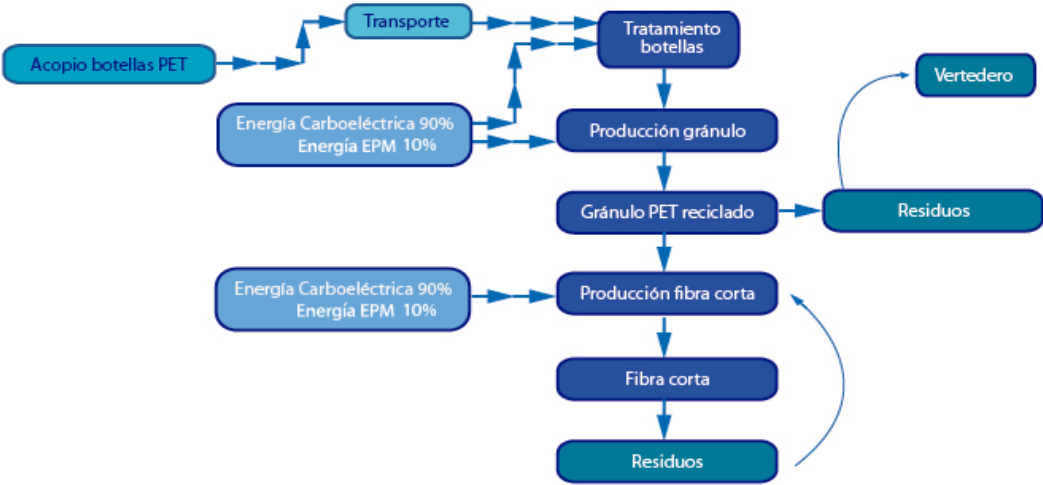 Transporte
Tratamiento
botellas
Acopio botellas PET
Vertedero
Energía Carboeléctrica 90%
Energía EPM 10%
Producción gránulo
Gránulo PET reciclado
Residuos
Energía Carboeléctrica 90%
Energía EPM 10%
Producción fibra corta
Fibra corta
Residuos